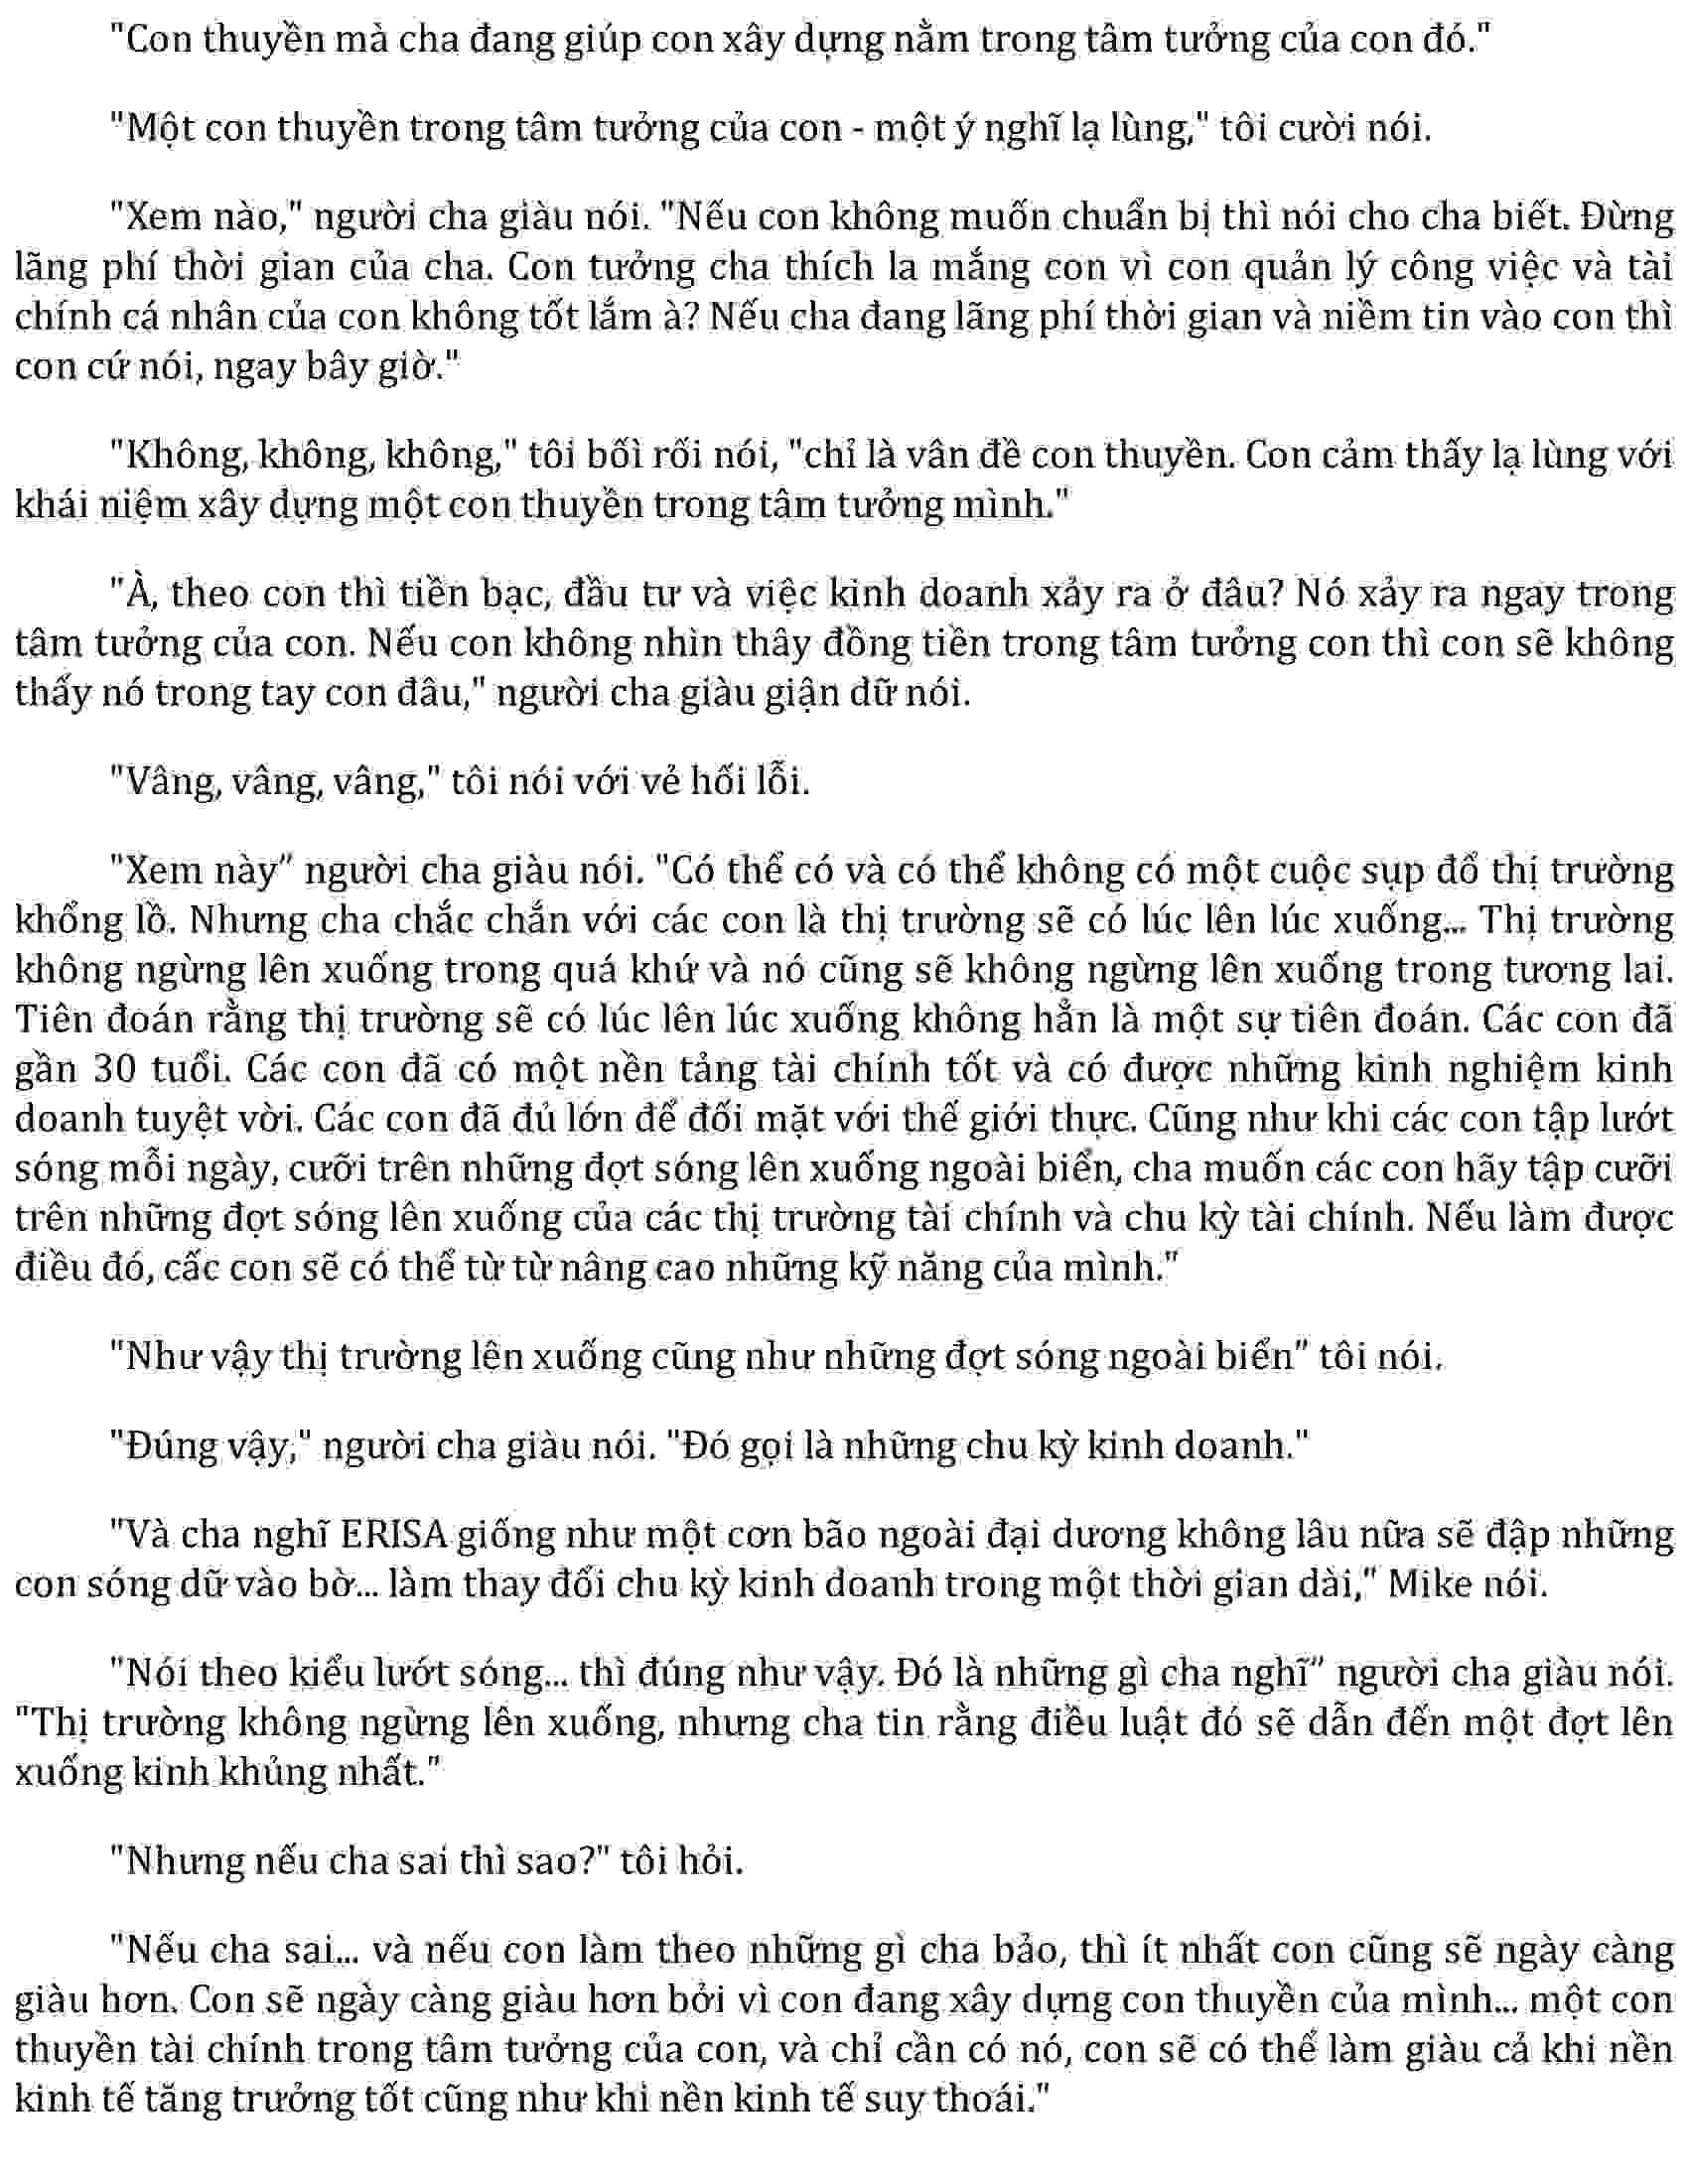 "Con thuyền mà cha đang giúp con xây dựng nằm trong tâm tưởng của con đó."
"Một con thuyền trong tâm tưởng của con - một ý nghĩ lạ lùng," tôi cười nói.
"Xem nào," người cha giàu nói. "Nếu con không muốn chuẩn bị thì nói cho cha biết. Đừng
lãng phí thời gian của cha. Con tưởng cha thích la mắng con vì con quản lý công việc và tài
chính cá nhân của con không tốt lắm à? Nếu cha đang lãng phí thời gian và niềm tin vào con thì
con cứ nói, ngay bây giờ."
"Không, không, không," tôi bối rối nói, "chỉ là vân đề con thuyền. Con cảm thấy lạ lùng với
khái niệm xây dựng một con thuyền trong tâm tưởng mình."
"À, theo con thì tiền bạc, đầu tư và việc kinh doanh xảy ra ở đâu? Nó xảy ra ngay trong
tâm tưởng của con. Nếu con không nhìn thây đồng tiền trong tâm tưởng con thì con sẽ không
thấy nó trong tay con đâu," người cha giàu giận dữ nói.
"Vâng, vâng, vâng," tôi nói với vẻ hối lỗi.
"Xem này” người cha giàu nói. "Có thể có và có thể không có một cuộc sụp đổ thị trường
khổng lồ. Nhưng cha chắc chắn với các con là thị trường sẽ có lúc lên lúc xuống... Thị trường
không ngừng lên xuống trong quá khứ và nó cũng sẽ không ngừng lên xuống trong tương lai.
Tiên đoán rằng thị trường sẽ có lúc lên lúc xuống không hẳn là một sự tiên đoán. Các con đã
gần 30 tuổi. Các con đã có một nền tảng tài chính tốt và có được những kinh nghiệm kinh
doanh tuyệt vời. Các con đã đủ lớn để đối mặt với thế giới thực. Cũng như khi các con tập lướt
sóng mỗi ngày, cưỡi trên những đợt sóng lên xuống ngoài biển, cha muốn các con hãy tập cưỡi
trên những đợt sóng lên xuống của các thị trường tài chính và chu kỳ tài chính. Nếu làm được
điều đó, cấc con sẽ có thể từ từ nâng cao những kỹ năng của mình."
"Như vậy thị trường lên xuống cũng như những đợt sóng ngoài biển” tôi nói.
"Đúng vậy," người cha giàu nói. "Đó gọi là những chu kỳ kinh doanh."
"Và cha nghĩ ERISA giống như một cơn bão ngoài đại dương không lâu nữa sẽ đập những
con sóng dữ vào bờ... làm thay đổi chu kỳ kinh doanh trong một thời gian dài," Mike nói.
"Nói theo kiểu lướt sóng... thì đúng như vậy. Đó là những gì cha nghĩ” người cha giàu nói.
"Thị trường không ngừng lên xuống, nhưng cha tin rằng điều luật đó sẽ dẫn đến một đợt lên
xuống kinh khủng nhất."
"Nhưng nếu cha sai thì sao?" tôi hỏi.
"Nếu cha sai... và nếu con làm theo những gì cha bảo, thì ít nhất con cũng sẽ ngày càng
giàu hơn. Con sẽ ngày càng giàu hơn bởi vì con đang xây dựng con thuyền của mình... một con
thuyền tài chính trong tâm tưởng của con, và chỉ cần có nó, con sẽ có thể làm giàu cả khi nền
kinh tế tăng trưởng tốt cũng như khi nền kinh tế suy thoái."